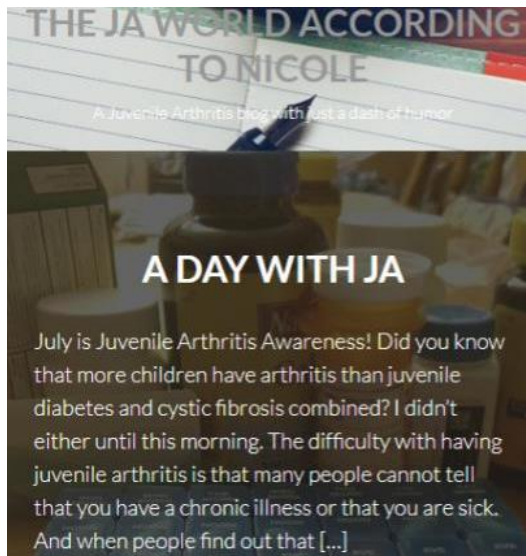 THE JA WORLD ACCORDING
TO NICOLE
A Juvenile Arthritis blog with just a dash of humor
A DAY WITH JA
July is Juvenile Arthritis Awareness! Did you know
that more children have arthritis than juvenile
diabetes and cystic fibrosis combined? I didn't
either until this morning. The difficulty with having
juvenile arthritis is that many people cannot tell
that you have a chronic illness or that you are sick.
And when people find out that [...]